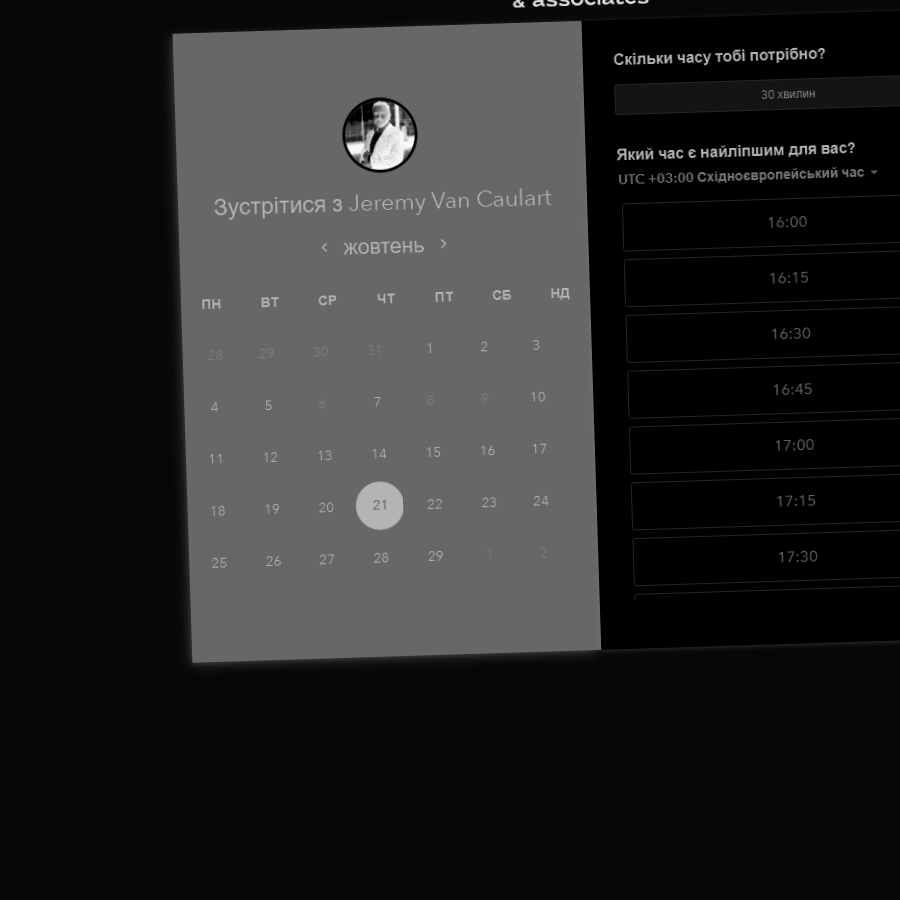 & associates
Зустрітися з Jeremy Van Caulart
жовтень
ПН ВТ СР ЧТ ПТ СБ НД
28 29 30 31 1 2 3
4 5 6 7 8 9 10
11 12 13 14 15 16 17
18 19 20 21 22 23 24
25 26 27 28 29 1 2
Скільки часу тобі потрібно?
30 хвилин
Який час є найліпшим для вас?
UTC +03:00 Східноєвропейський час
16:00
16:15
16:30
16:45
17:00
17:15
17:30